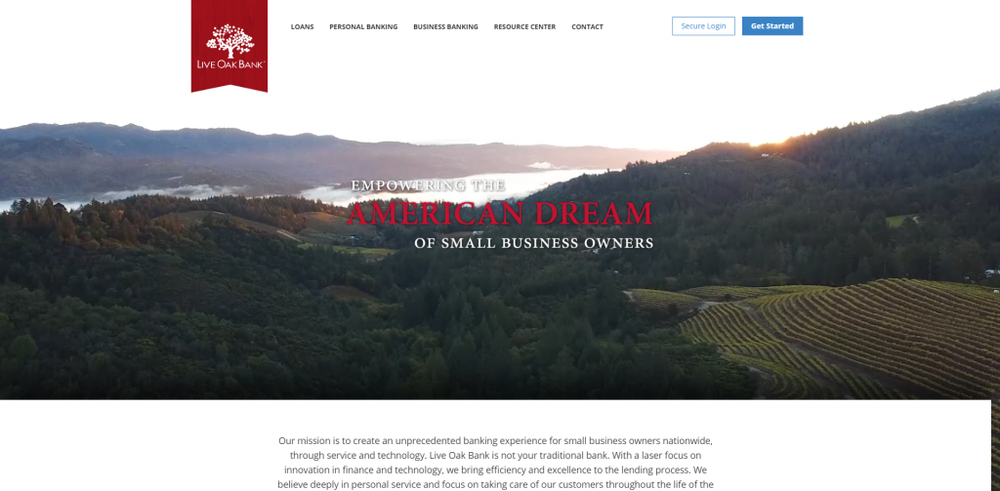 LIVE OAK BANK
LOANS PERSONAL BANKING BUSINESS BANKING RESOURCE CENTER CONTACT Secure Login Get Started
EMPOWERING THE
AMERICAN DREAM
OF SMALL BUSINESS OWNERS
Our mission is to create an unprecedented banking experience for small business owners nationwide,
through service and technology. Live Oak Bank is not your traditional bank. With a laser focus on
innovation in finance and technology, we bring efficiency and excellence to the lending process. We
believe deeply in personal service and focus on taking care of our customers throughout the life of the